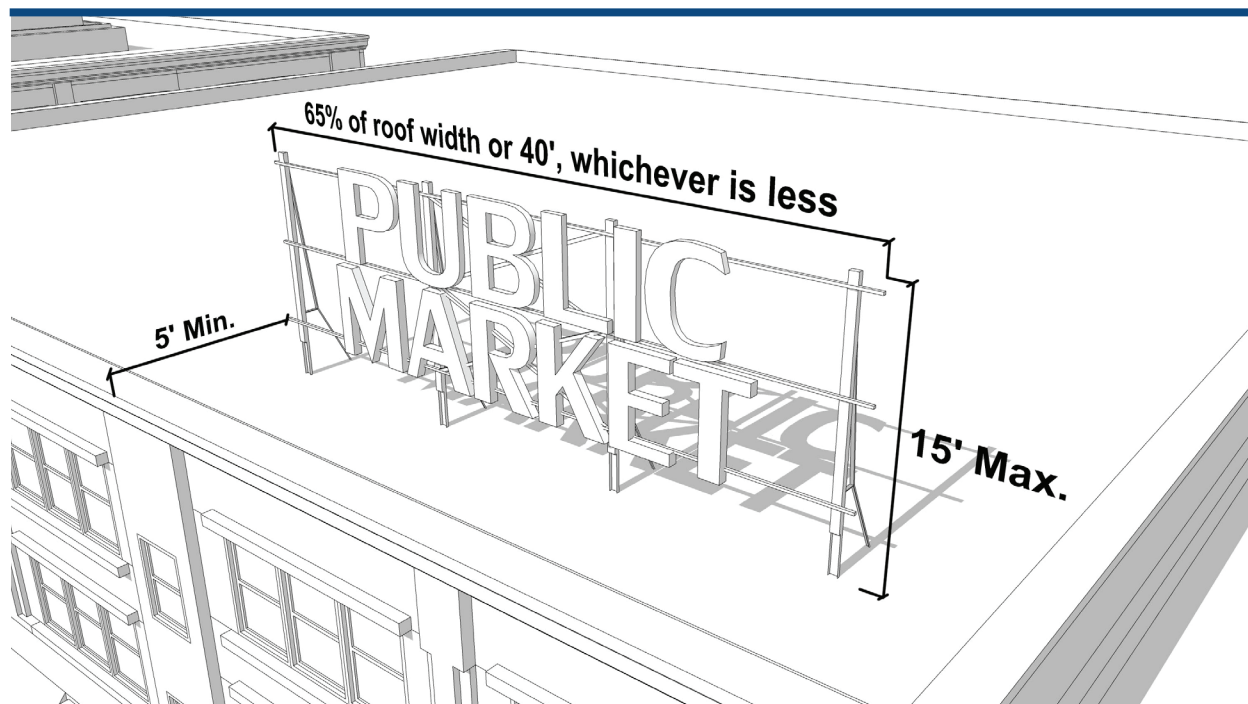 65% of roof width or 40', whichever is less
PUBLIC
MARKET
5' Min.
15' Max.